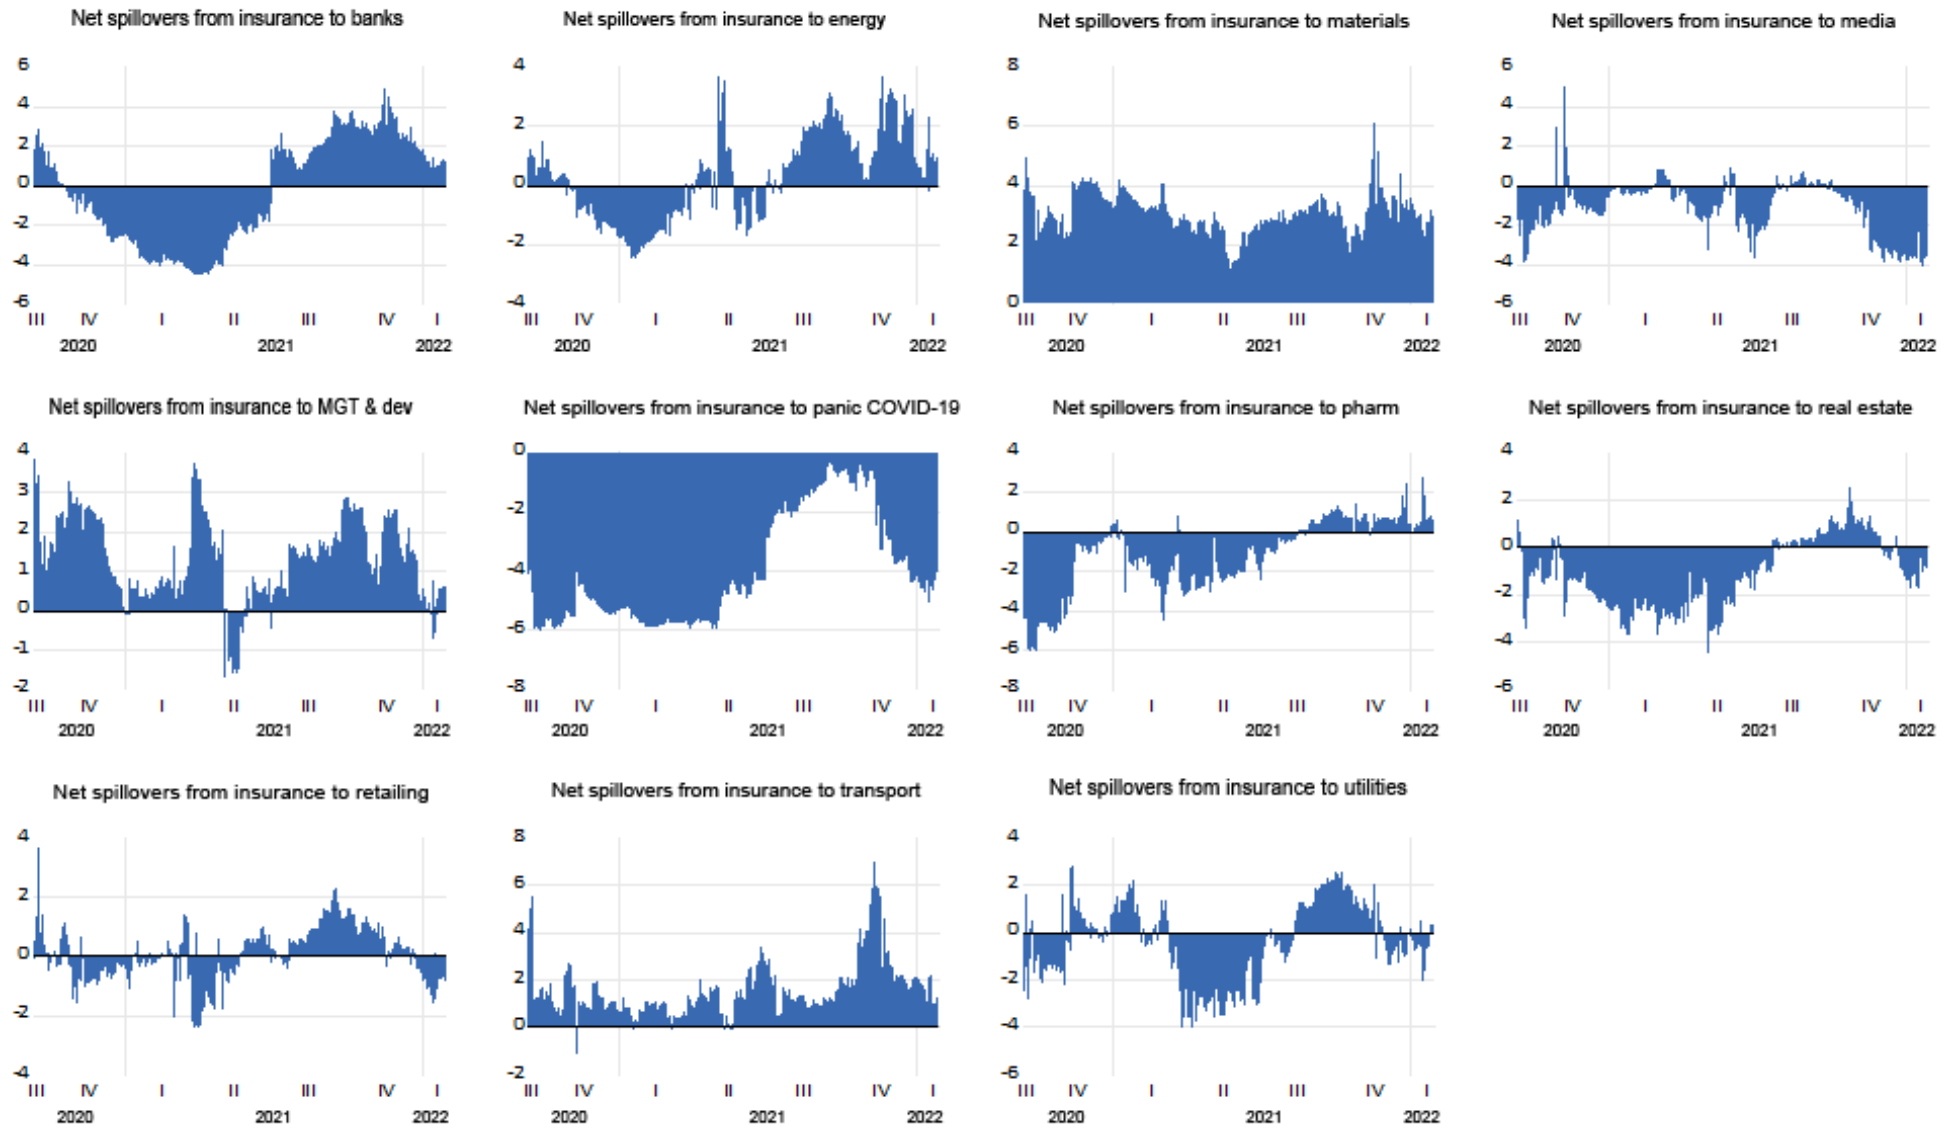 Net spillovers from insurance to banks
6
4
2
0
-2
-4
-6
III IV I II III IV I
2020 2021 2022
Net spillovers from insurance to energy
4
2
0
-2
-4
III IV I II III IV I
2020 2021 2022
Net spillovers from insurance to materials
8
6
4
2
0
III IV I II III IV I
2020 2021 2022
Net spillovers from insurance to media
6
4
2
0
-2
-4
-6
III IV I II III IV I
2020 2021 2022
Net spillovers from insurance to MGT & dev
4
3
2
1
0
-1
-2
III IV I II III IV I
2020 2021 2022
Net spillovers from insurance to panic COVID-19
0
-2
-4
-6
-8
III IV I II III IV I
2020 2021 2022
Net spillovers from insurance to pharm
4
2
0
-2
-4
-6
-8
III IV I II III IV I
2020 2021 2022
Net spillovers from insurance to real estate
4
2
0
-2
-4
-6
III IV I II III IV I
2020 2021 2022
Net spillovers from insurance to retailing
4
2
0
-2
-4
III IV I II III IV I
2020 2021 2022
Net spillovers from insurance to transport
8
6
4
2
0
-2
III IV I II III IV I
2020 2021 2022
Net spillovers from insurance to utilities
4
2
0
-2
-4
-6
III IV I II III IV I
2020 2021 2022